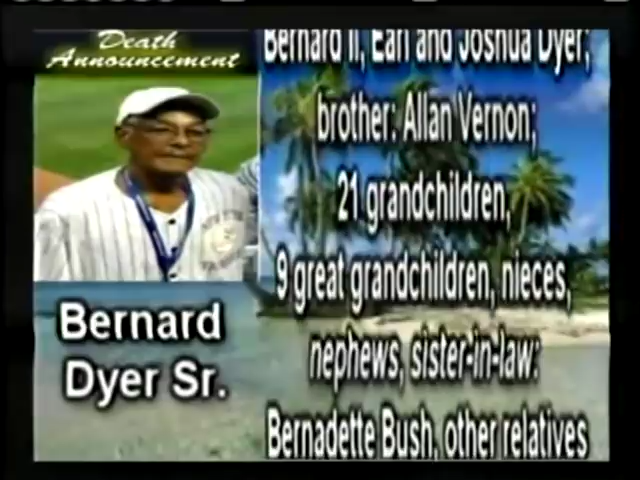 Death
Announcement
Bernard
Dyer Sr.
Bernard II, Earl and Joshua Dyer;
brother: Allan Vernon;
21 grandchildren,
9 great grandchildren, nieces,
nephews, sister-in-law:
Bernadette Bush, other relatives